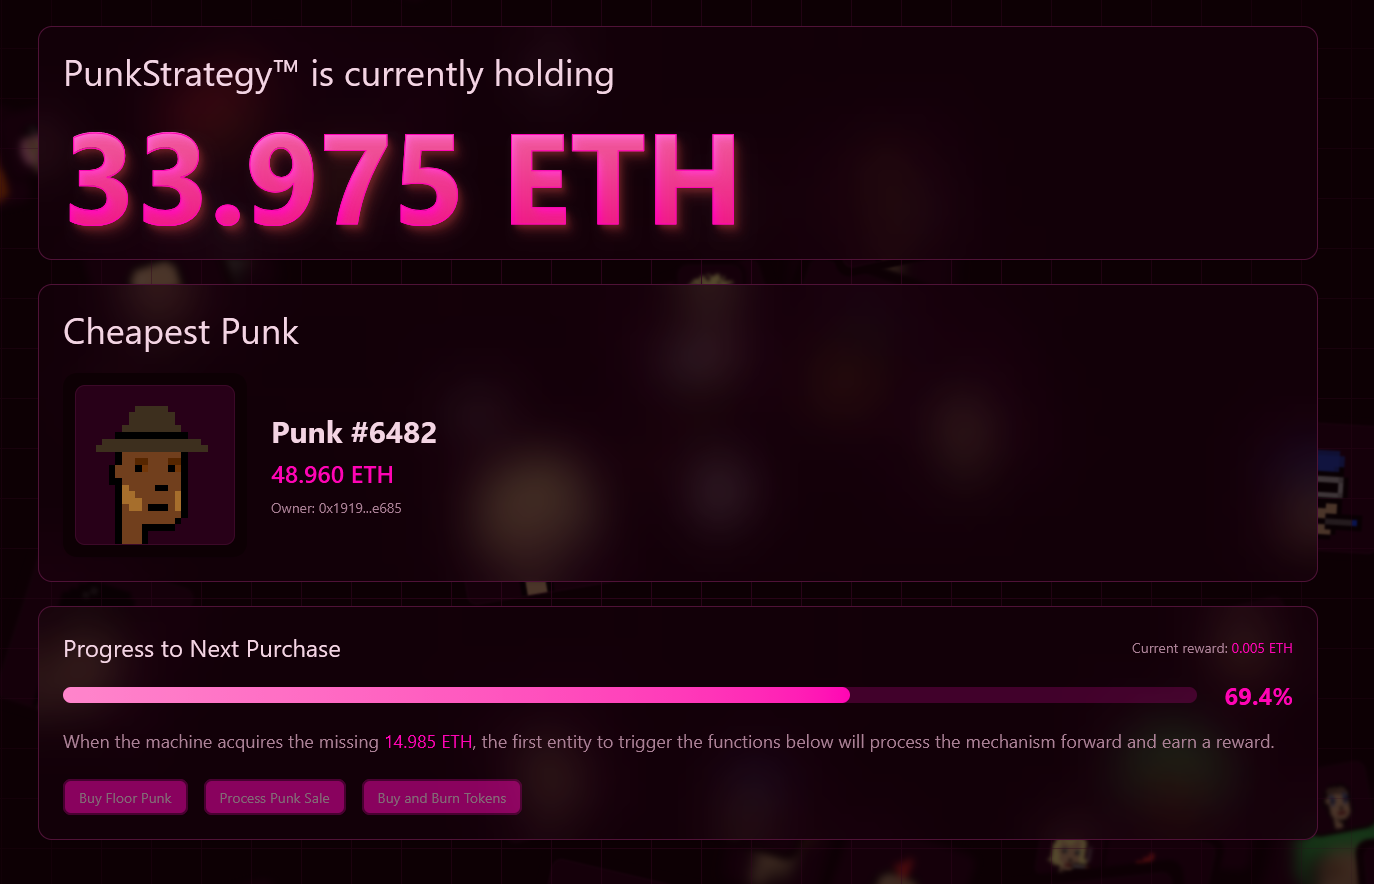 PunkStrategy™ is currently holding
33.975 ETH
Cheapest Punk
Punk #6482
48.960 ETH
Owner: 0x1919...e685
Progress to Next Purchase
Current reward: 0.005 ETH
69.4%
When the machine acquires the missing 14.985 ETH, the first entity to trigger the functions below will process the mechanism forward and earn a reward.
Buy Floor Punk
Process Punk Sale
Buy and Burn Tokens